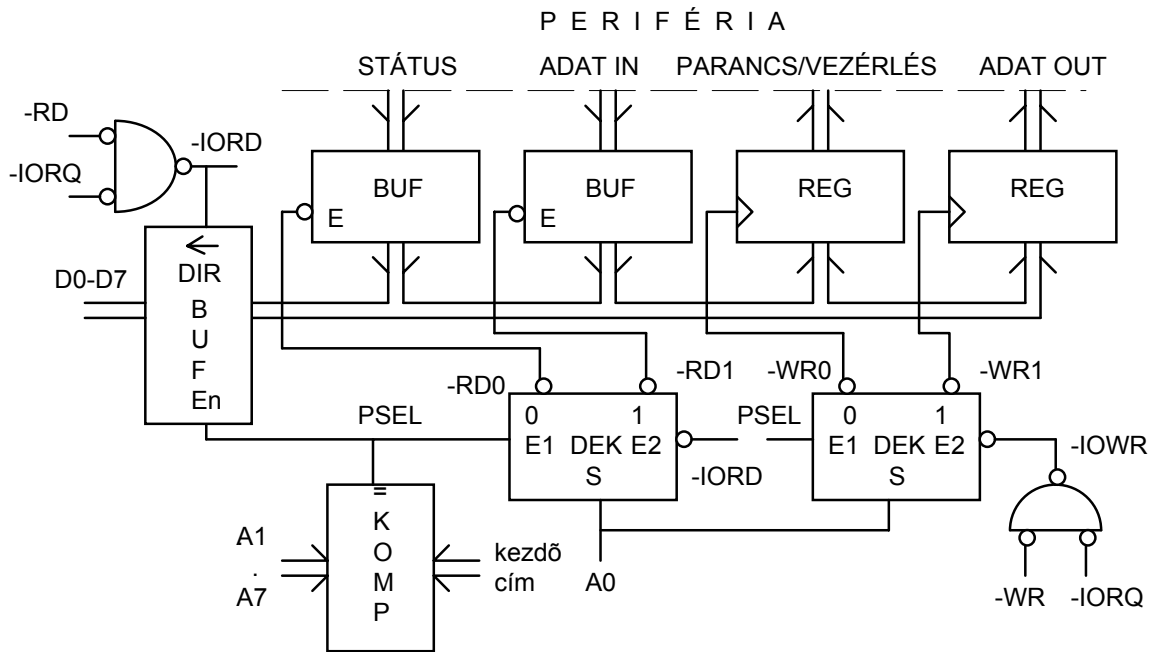 P E R I F É R I A
STÁTUS ADAT IN PARANCS/VEZÉRLÉS ADAT OUT
-RD
-IORD
-IORQ
BUF
E
BUF
E
REG
REG
D0-D7
DIR
B
U
F
En
-RD0
-RD1
-WR0
-WR1
PSEL
0 1
E1 DEK E2
S
PSEL
-IORD
0 1
E1 DEK E2
S
-IOWR
=
K
O
M
P
A1
.
A7
kezdõ
cím
A0
-WR -IORQ